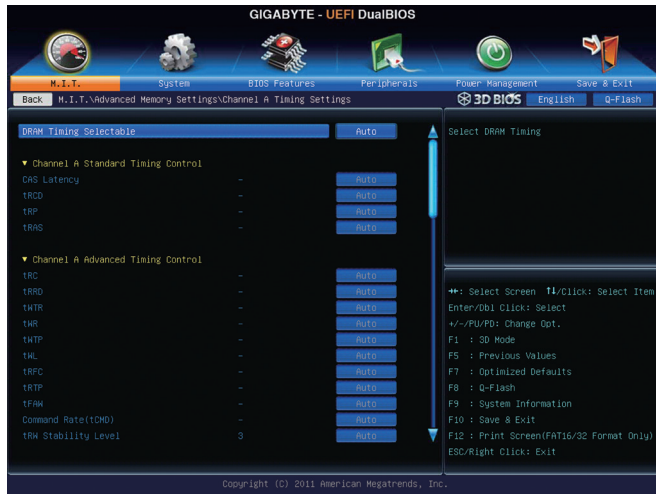 GIGABYTE - UEFI DualBIOS
M.I.T.
System
BIOS Features
Peripherals
Power Management
Save & Exit
Back M.I.T.\Advanced Memory Settings\Channel A Timing Settings
3D BIOS English Q-Flash
DRAM Timing Selectable Auto
▼ Channel A Standard Timing Control
CAS Latency – Auto
tRCD – Auto
tRP – Auto
tRAS – Auto
▼ Channel A Advanced Timing Control
tRC – Auto
tRRD – Auto
tWTR – Auto
tWR – Auto
tWTP – Auto
tWL – Auto
tRFC – Auto
tRTP – Auto
tFAW – Auto
Command Rate(tCMD) – Auto
tRW Stability Level 3 Auto
Select DRAM Timing
→←: Select Screen ↑↓/Click: Select Item
Enter/Dbl Click: Select
+/-/PU/PD: Change Opt.
F1 : 3D Mode
F5 : Previous Values
F7 : Optimized Defaults
F8 : Q-Flash
F9 : System Information
F10 : Save & Exit
F12 : Print Screen(FAT16/32 Format Only)
ESC/Right Click: Exit
Copyright (C) 2011 American Megatrends, Inc.